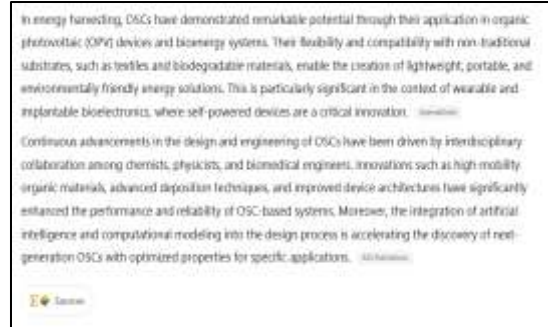 In energy harvesting, OSCs have demonstrated remarkable potential through their application in organic
photovoltaic (OPV) devices and bioenergy systems. Their flexibility and compatibility with non-traditional
substrates, such as textiles and biodegradable materials, enable the creation of lightweight, portable, and
environmentally friendly energy solutions. This is particularly significant in the context of wearable and
implantable bioelectronics, where self-powered devices are a critical innovation.
Continuous advancements in the design and engineering of OSCs have been driven by interdisciplinary
collaboration among chemists, physicists, and biomedical engineers. Innovations such as high-mobility
organic materials, advanced deposition techniques, and improved device architectures have significantly
enhanced the performance and reliability of OSC-based systems. Moreover, the integration of artificial
intelligence and computational modeling into the design process is accelerating the discovery of next-
generation OSCs with optimized properties for specific applications.
Sources